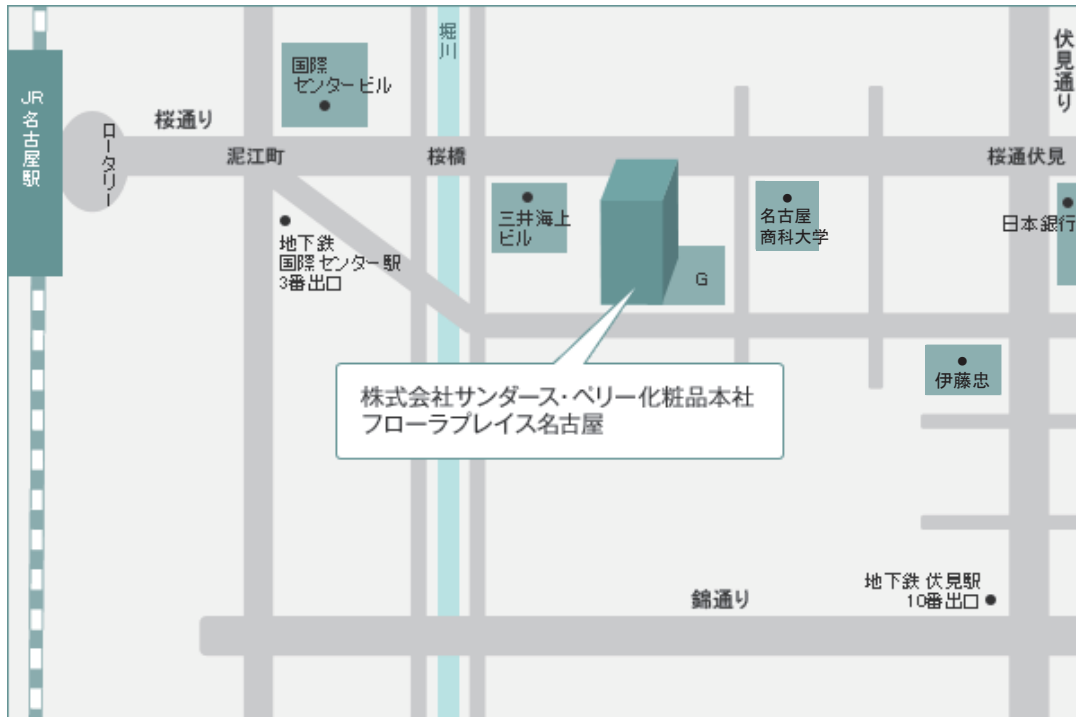 堀川
伏見通り
国際
センタービル
JR名古屋駅
ロータリー
桜通り
泥江町
桜橋
桜通伏見
三井海上
ビル
名古屋
商科大学
日本銀行
地下鉄
国際センター駅
3番出口
G
伊藤忠
株式会社サンダース・ペリー化粧品本社
フローラプレイス名古屋
地下鉄 伏見駅
10番出口
錦通り